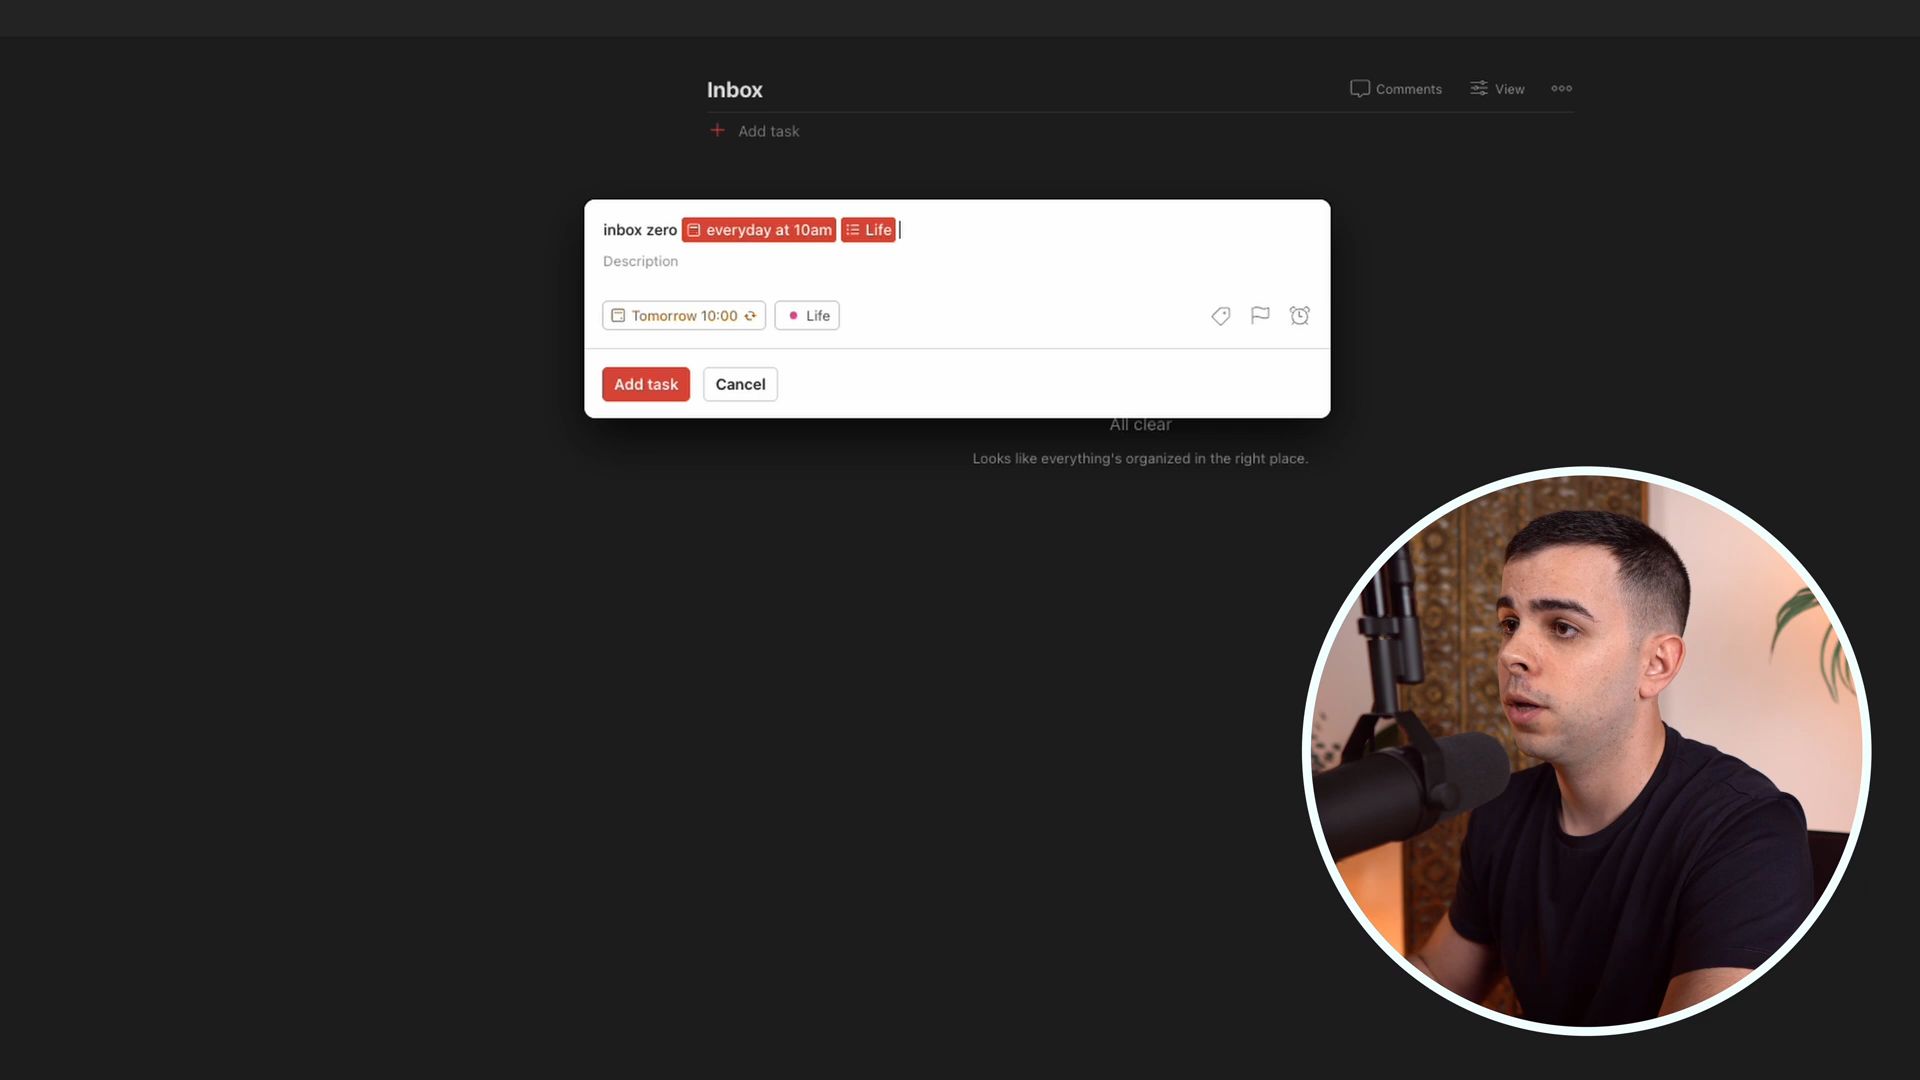 Inbox
Comments View
Add task
inbox zero everyday at 10am Life
Description
Tomorrow 10:00 Life
Add task Cancel
All clear
Looks like everything's organized in the right place.